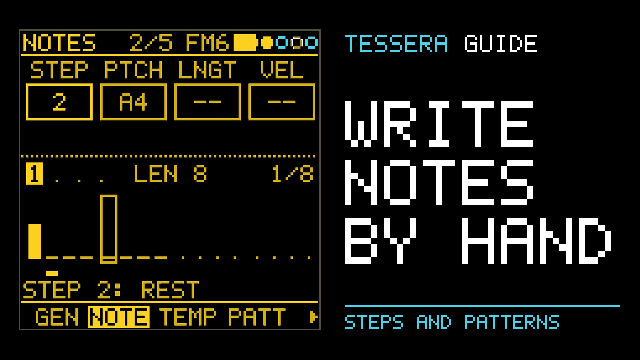 NOTES 2/5 FM6
STEP PTCH LNGT VEL
2 A4 -- --
1 . . . LEN 8 1/8
STEP 2: REST
GEN NOTE TEMP PATT
TESSERA GUIDE
WRITE
NOTES
BY HAND
STEPS AND PATTERNS